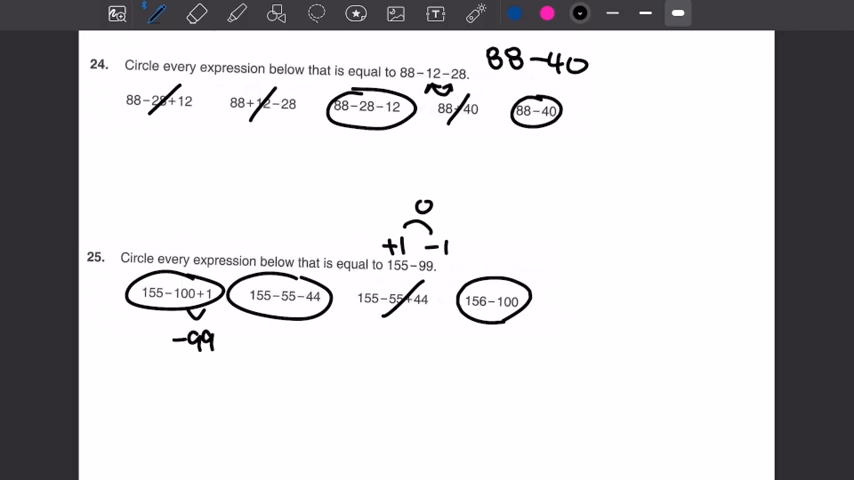 24. Circle every expression below that is equal to 88−12−28. 88−40
88−28+12 88+12−28 88−28−12 88+40 88−40
0
+1 −1
25. Circle every expression below that is equal to 155−99.
155−100+1 155−55−44 155−55+44 156−100
−99